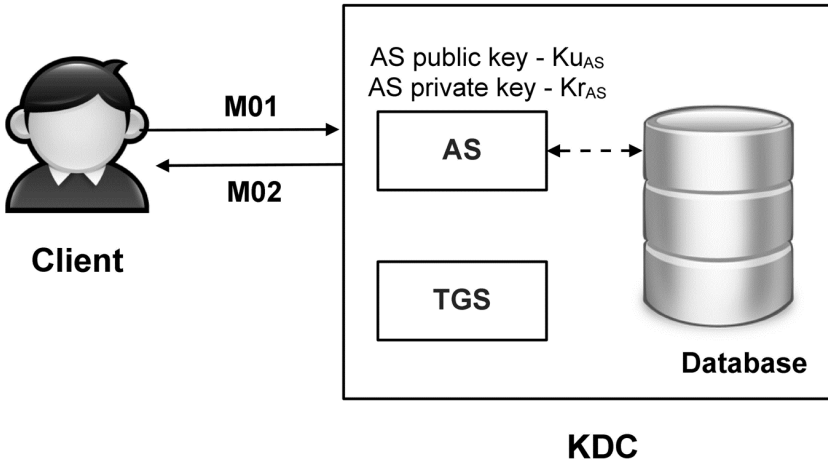 AS public key - KuAS
AS private key - KrAS
M01
AS
M02
Client
TGS
Database
KDC